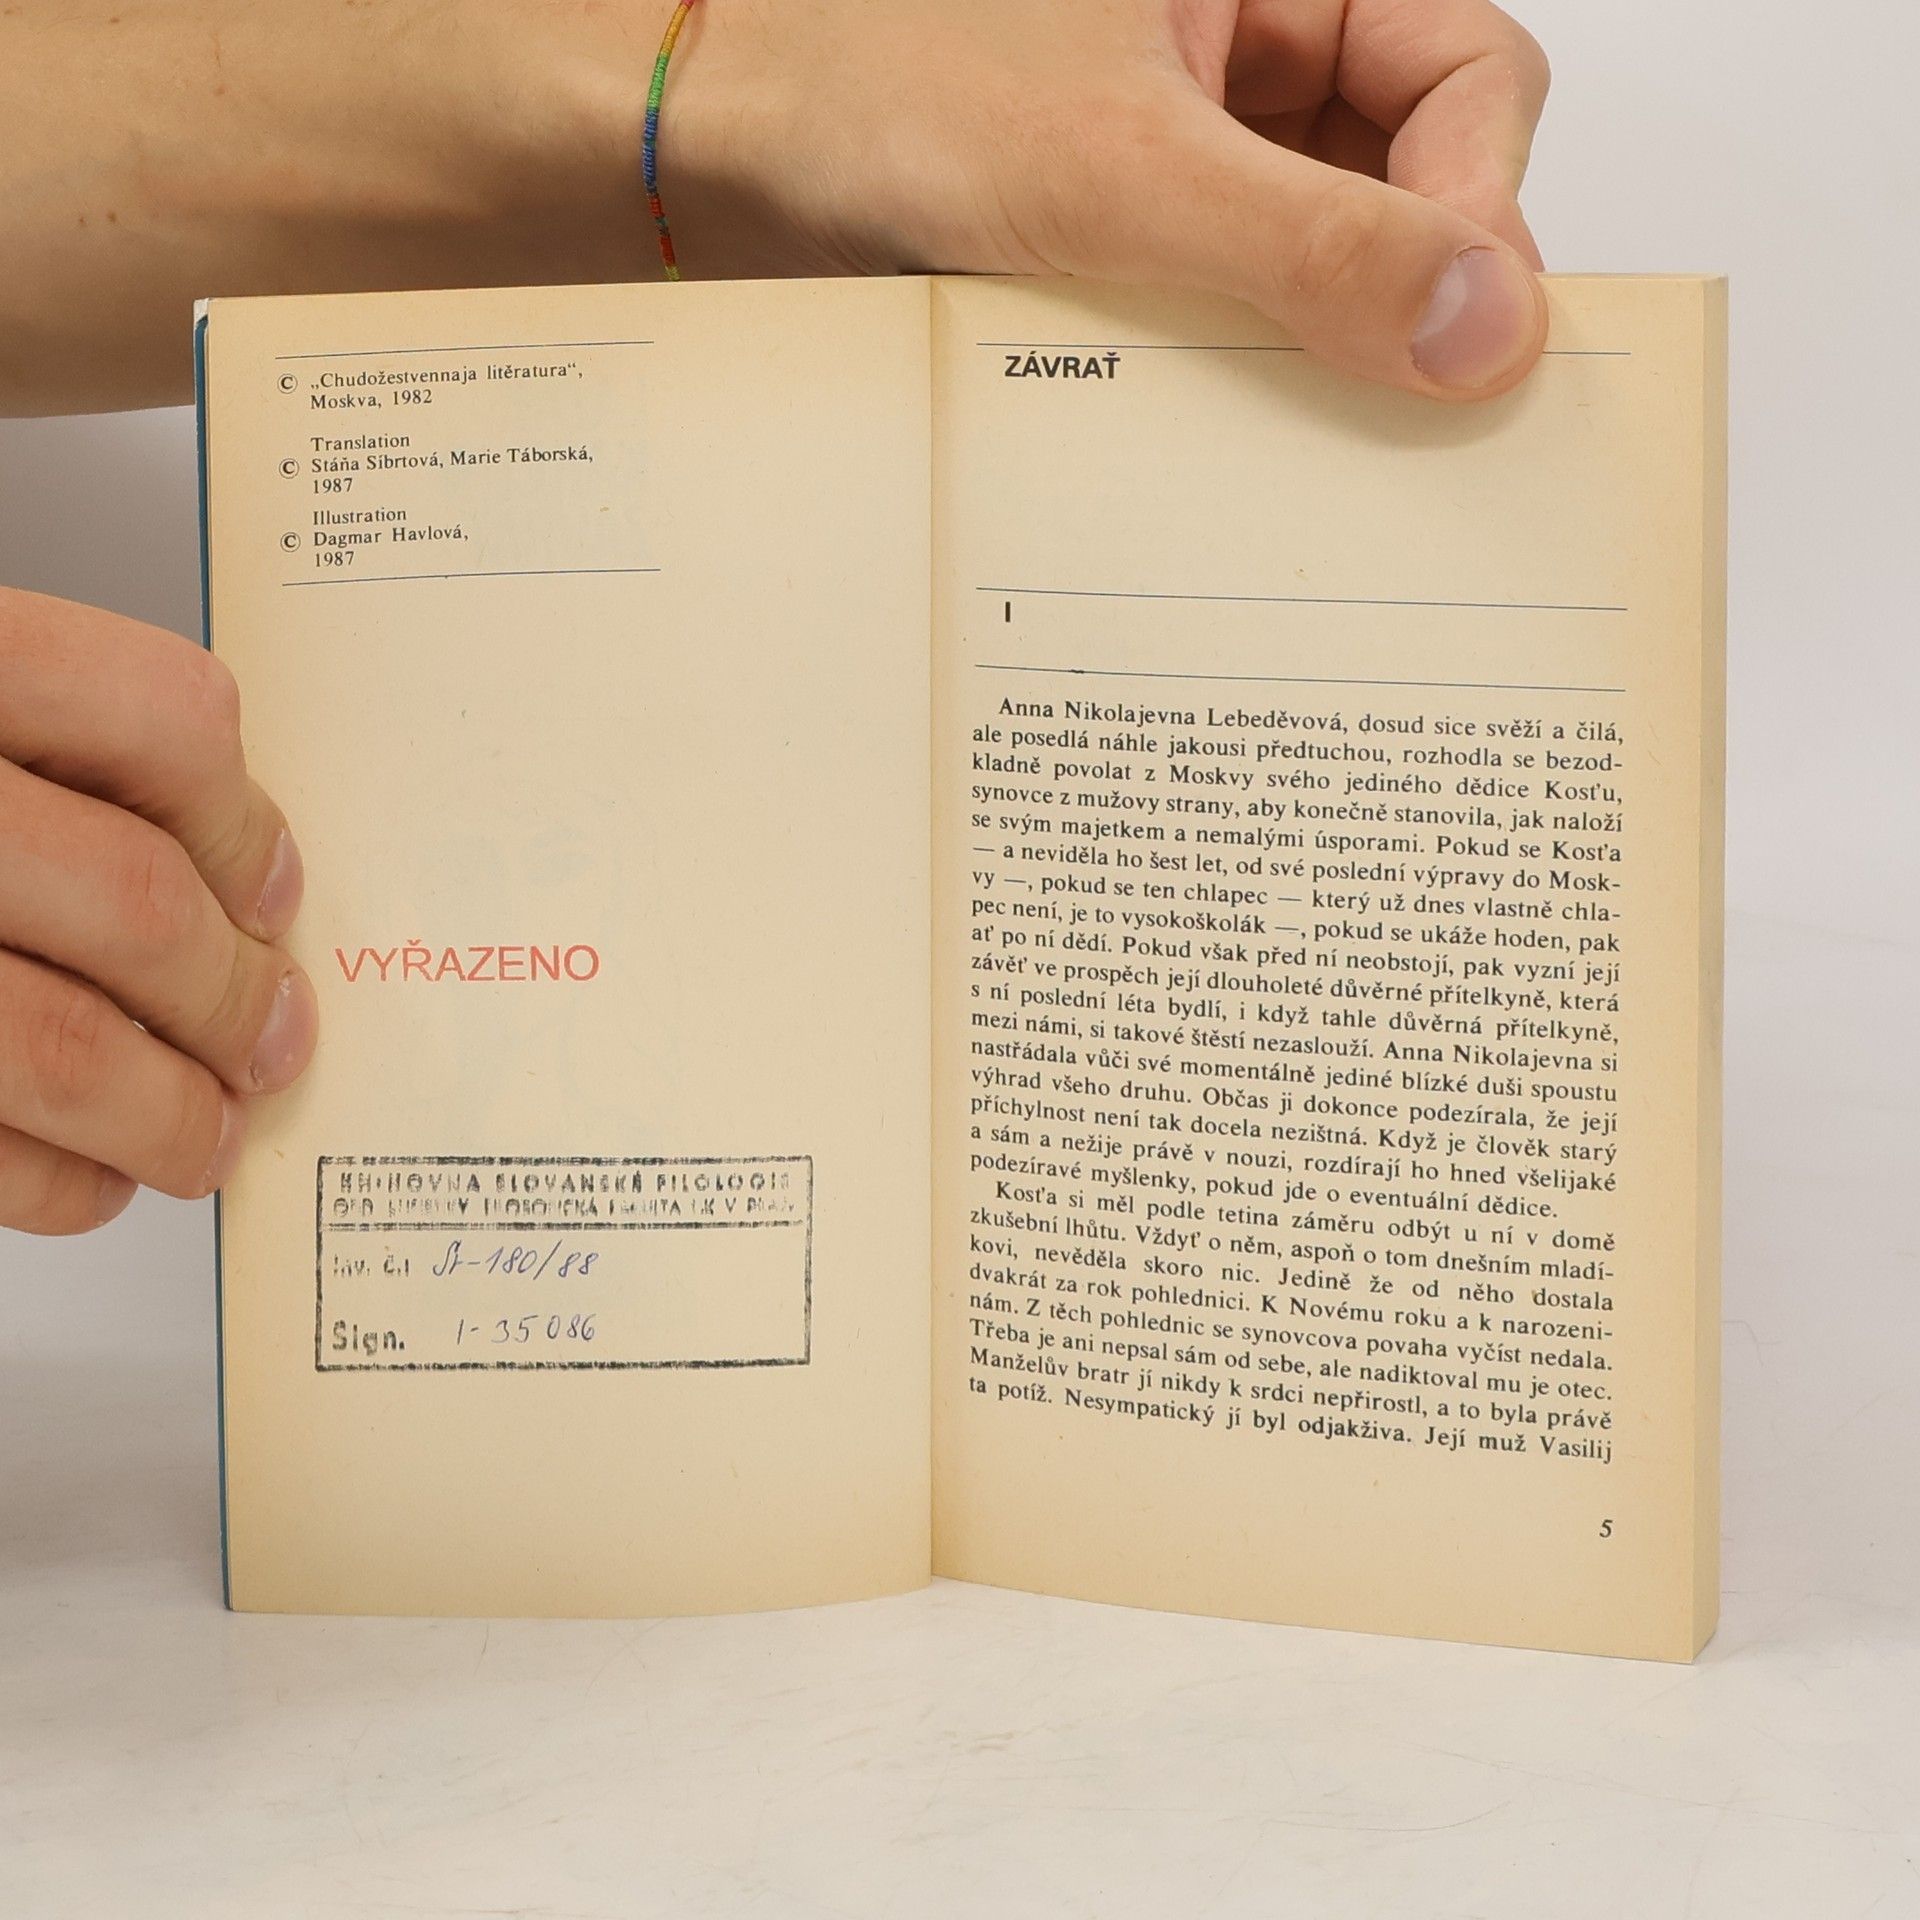 © „Chudožestvennaja litěratura“,
Moskva, 1982
Translation
© Stáňa Síbrtová, Marie Táborská,
1987
Illustration
© Dagmar Havlová,
1987
VYŘAZENO
KNIHOVNA SLOVANSKÉ FILOLOGIE
FILOSOFICKÁ FAKULTA UK V
Inv. č.: St-180/88
Sign. I-35 086
ZÁVRAŤ
I
Anna Nikolajevna Lebeděvová, dosud sice svěží a čilá,
ale posedlá náhle jakousi předtuchou, rozhodla se bezod-
kladně povolat z Moskvy svého jediného dědice Kosťu,
synovce z mužovy strany, aby konečně stanovila, jak naloží
se svým majetkem a nemalými úsporami. Pokud se Kosťa
— a neviděla ho šest let, od své poslední výpravy do Mosk-
vy —, pokud se ten chlapec — který už dnes vlastně chla-
pec není, je to vysokoškolák —, pokud se ukáže hoden, pak
ať po ní dědí. Pokud však před ní neobstojí, pak vyzní její
závěť ve prospěch její dlouholeté důvěrné přítelkyně, která
s ní poslední léta bydlí, i když tahle důvěrná přítelkyně,
mezi námi, si takové štěstí nezaslouží. Anna Nikolajevna si
nastřádala vůči své momentálně jediné blízké duši spoustu
výhrad všeho druhu. Občas ji dokonce podezírala, že její
příchylnost není tak docela nezištná. Když je člověk starý
a sám a nežije právě v nouzi, rozdírají ho hned všelijaké
podezíravé myšlenky, pokud jde o eventuální dědice.
Kosťa si měl podle tetina záměru odbýt u ní v domě
zkušební lhůtu. Vždyť o něm, aspoň o tom dnešním mladí-
kovi, nevěděla skoro nic. Jedině že od něho dostala
dvakrát za rok pohlednici. K Novému roku a k narozeni-
nám. Z těch pohlednic se synovcova povaha vyčíst nedala.
Třeba je ani nepsal sám od sebe, ale nadiktoval mu je otec.
Manželův bratr jí nikdy k srdci nepřirostl, a to byla právě
ta potíž. Nesympatický jí byl odjakživa. Její muž Vasilij
5